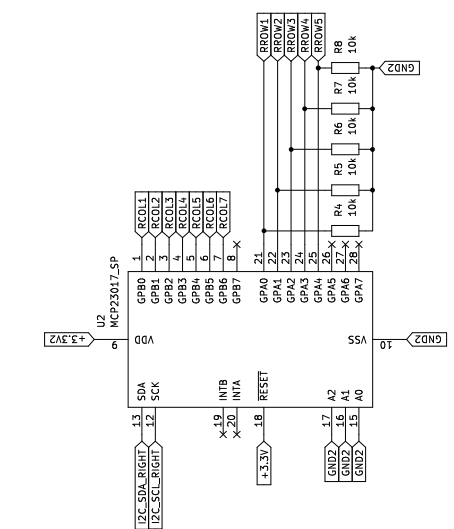 RROW1
RROW2
RROW3
RROW4
RROW5
R8
10k
GND2
R7
10k
R6
10k
R5
10k
R4
10k
RCOL1
RCOL2
RCOL3
RCOL4
RCOL5
RCOL6
RCOL7
1
2
3
4
5
6
7
8
21
22
23
24
25
26
27
28
U2
MCP23017_SP
GPB0
GPB1
GPB2
GPB3
GPB4
GPB5
GPB6
GPB7
GPA0
GPA1
GPA2
GPA3
GPA4
GPA5
GPA6
GPA7
+3.3V2
9
VDD
VSS
10
GND2
SDA
SCK
INTB
INTA
RESET
A2
A1
A0
13
12
19
20
18
17
16
15
I2C_SDA_RIGHT
I2C_SCL_RIGHT
+3.3V
GND2
GND2
GND2